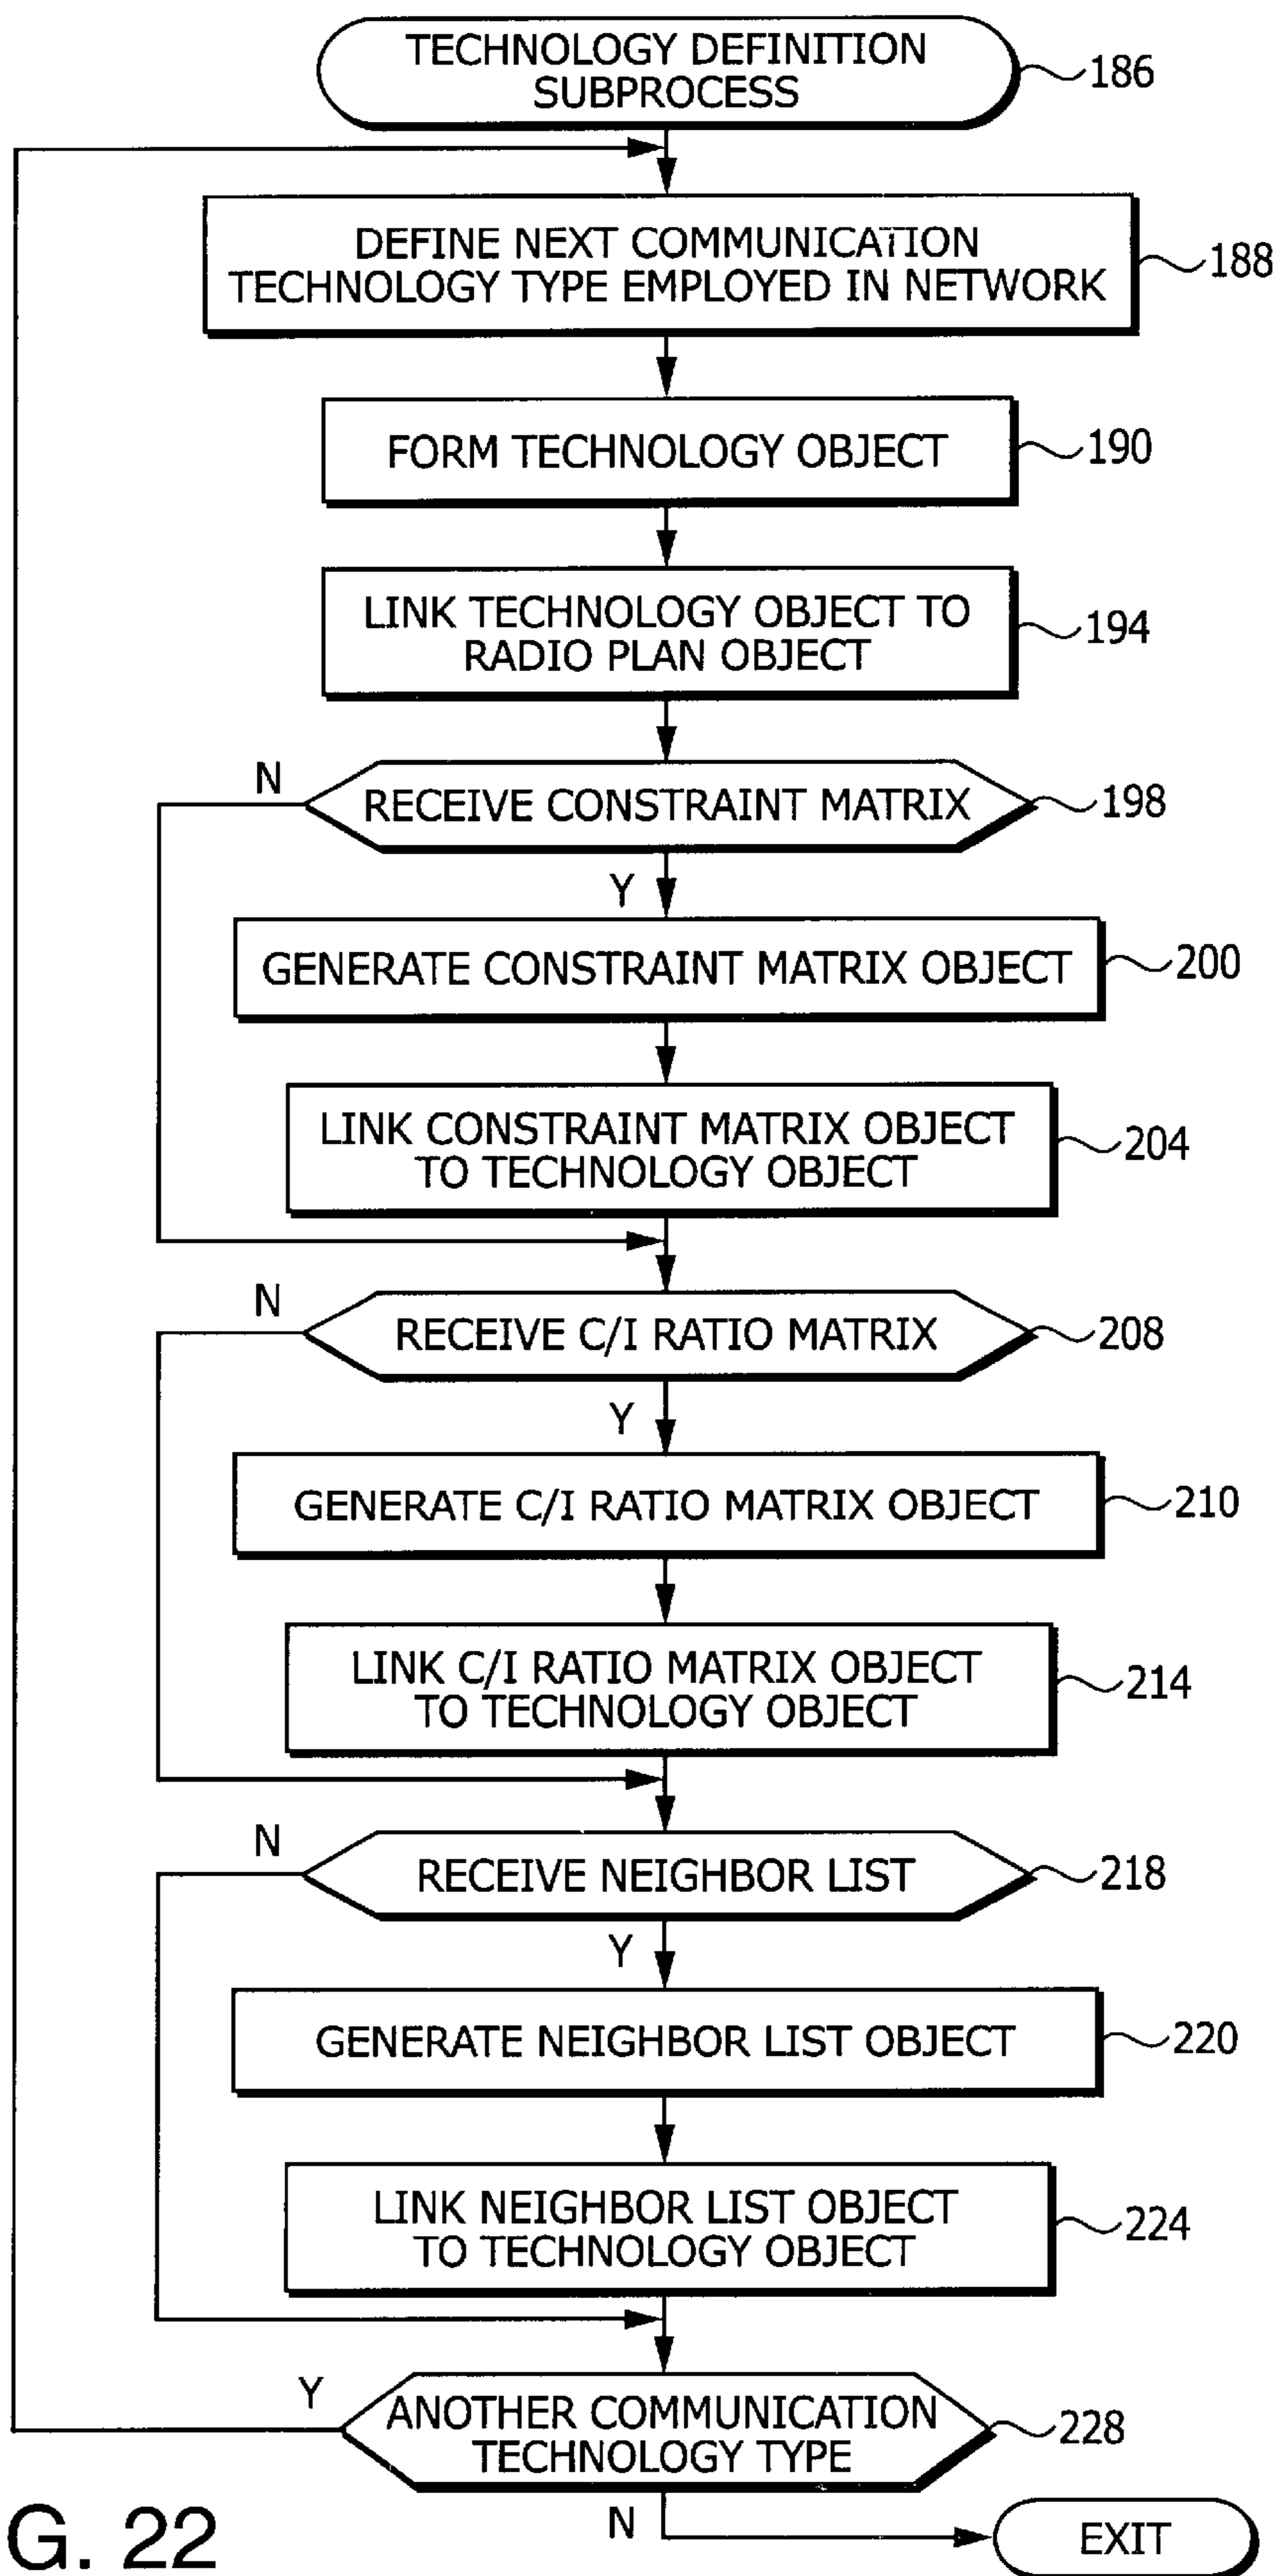 TECHNOLOGY DEFINITION
SUBPROCESS
186
DEFINE NEXT COMMUNICATION
TECHNOLOGY TYPE EMPLOYED IN NETWORK
188
FORM TECHNOLOGY OBJECT
190
LINK TECHNOLOGY OBJECT TO
RADIO PLAN OBJECT
194
N
RECEIVE CONSTRAINT MATRIX
198
Y
GENERATE CONSTRAINT MATRIX OBJECT
200
LINK CONSTRAINT MATRIX OBJECT
TO TECHNOLOGY OBJECT
204
N
RECEIVE C/I RATIO MATRIX
208
Y
GENERATE C/I RATIO MATRIX OBJECT
210
LINK C/I RATIO MATRIX OBJECT
TO TECHNOLOGY OBJECT
214
N
RECEIVE NEIGHBOR LIST
218
Y
GENERATE NEIGHBOR LIST OBJECT
220
LINK NEIGHBOR LIST OBJECT
TO TECHNOLOGY OBJECT
224
Y
ANOTHER COMMUNICATION
TECHNOLOGY TYPE
228
N
EXIT
G. 22